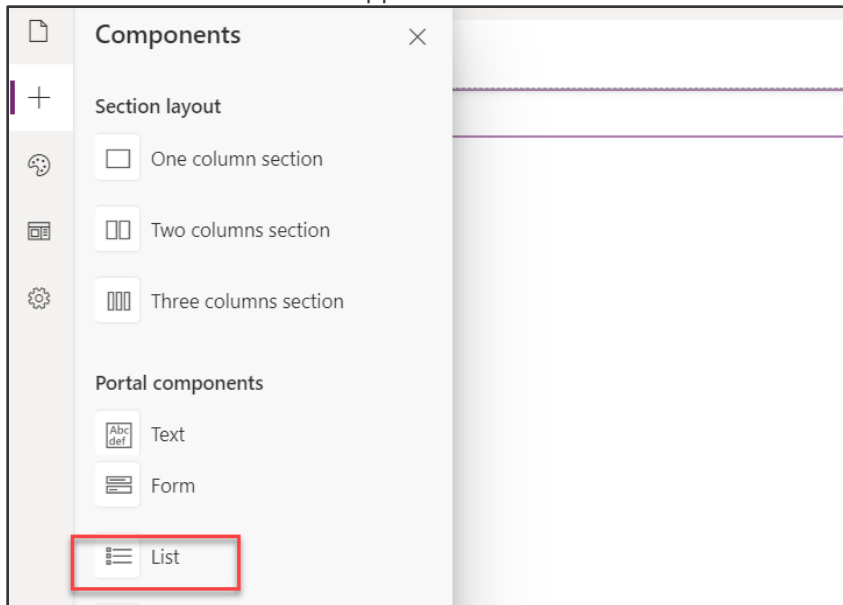 Components
Section layout
One column section
Two columns section
Three columns section
Portal components
Abc
def
Text
Form
List